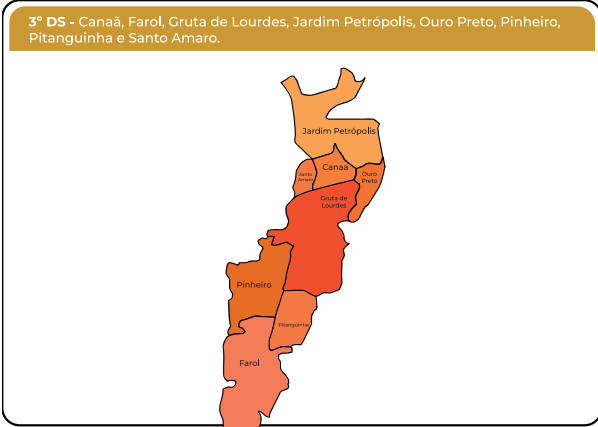 3º DS - Canaã, Farol, Gruta de Lourdes, Jardim Petrópolis, Ouro Preto, Pinheiro,
Pitanguinha e Santo Amaro.
Jardim Petrópolis
Canaa
Santo
Amaro
Ouro
Preto
Gruta de
Lourdes
Pinheiro
Pitanguinha
Farol